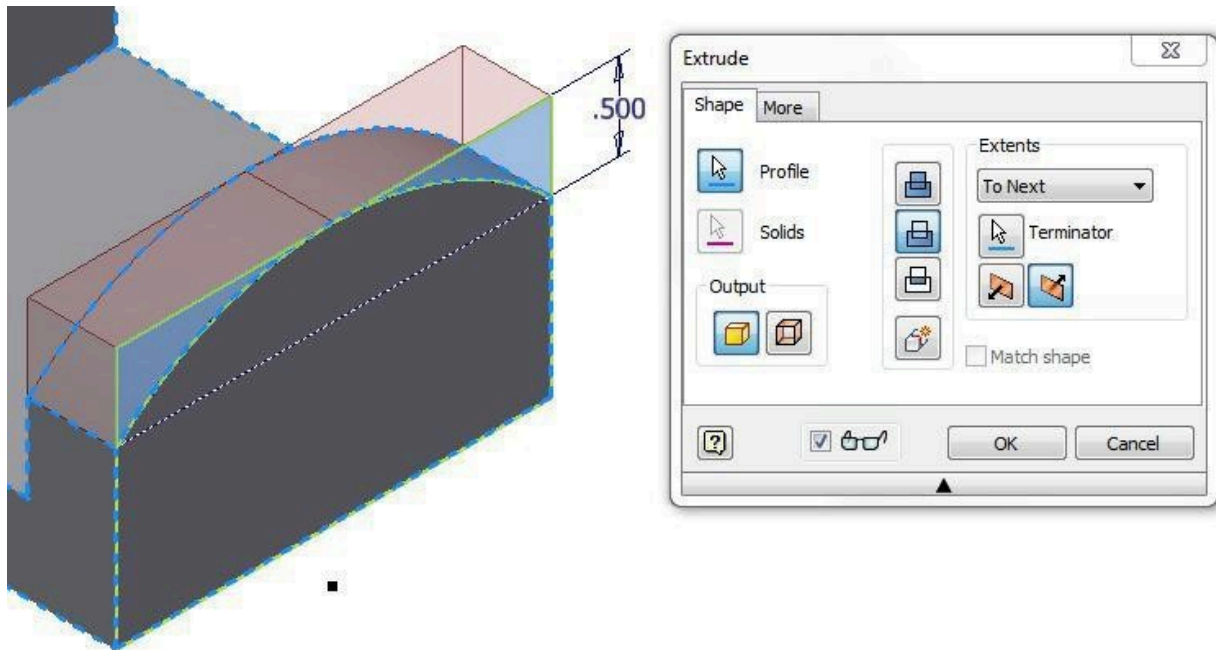 .500
Extrude
Shape
More
Profile
Solids
Output
Extents
To Next
Terminator
Match shape
?
OK
Cancel